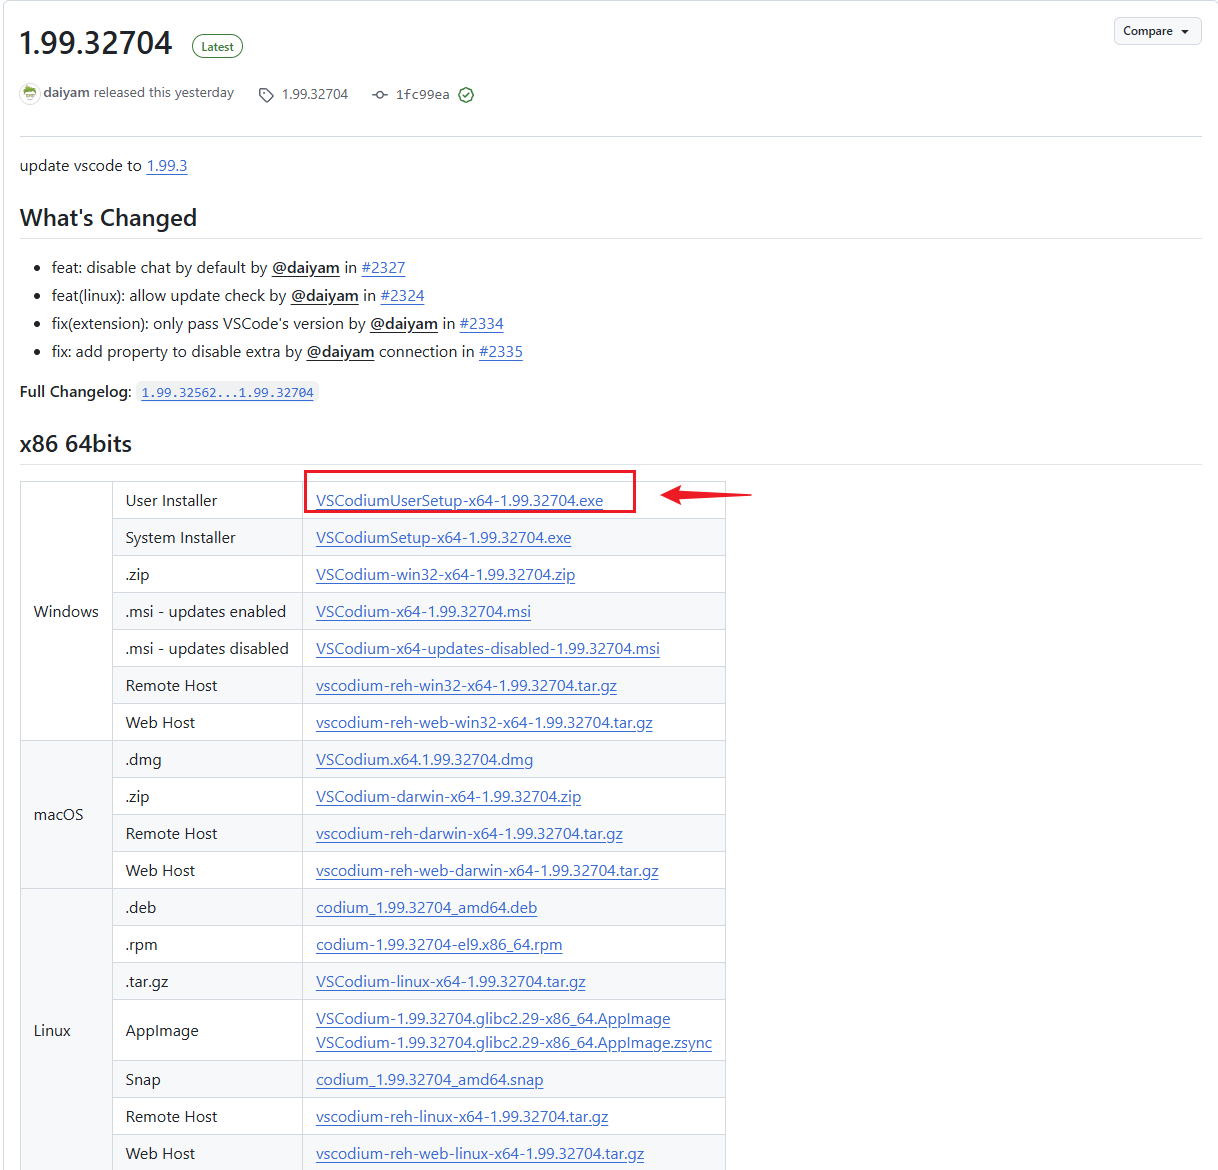 1.99.32704 Latest
Compare
daiyam released this yesterday 1.99.32704 1fc99ea
update vscode to 1.99.3
What's Changed
feat: disable chat by default by @daiyam in #2327
feat(linux): allow update check by @daiyam in #2324
fix(extension): only pass VSCode's version by @daiyam in #2334
fix: add property to disable extra by @daiyam connection in #2335
Full Changelog: 1.99.32562...1.99.32704
x86 64bits
Windows
User Installer VSCodiumUserSetup-x64-1.99.32704.exe
System Installer VSCodiumSetup-x64-1.99.32704.exe
.zip VSCodium-win32-x64-1.99.32704.zip
.msi - updates enabled VSCodium-x64-1.99.32704.msi
.msi - updates disabled VSCodium-x64-updates-disabled-1.99.32704.msi
Remote Host vscodium-reh-win32-x64-1.99.32704.tar.gz
Web Host vscodium-reh-web-win32-x64-1.99.32704.tar.gz
macOS
.dmg VSCodium.x64.1.99.32704.dmg
.zip VSCodium-darwin-x64-1.99.32704.zip
Remote Host vscodium-reh-darwin-x64-1.99.32704.tar.gz
Web Host vscodium-reh-web-darwin-x64-1.99.32704.tar.gz
Linux
.deb codium_1.99.32704_amd64.deb
.rpm codium-1.99.32704-el9.x86_64.rpm
.tar.gz VSCodium-linux-x64-1.99.32704.tar.gz
AppImage VSCodium-1.99.32704.glibc2.29-x86_64.AppImage
VSCodium-1.99.32704.glibc2.29-x86_64.AppImage.zsync
Snap codium_1.99.32704_amd64.snap
Remote Host vscodium-reh-linux-x64-1.99.32704.tar.gz
Web Host vscodium-reh-web-linux-x64-1.99.32704.tar.gz